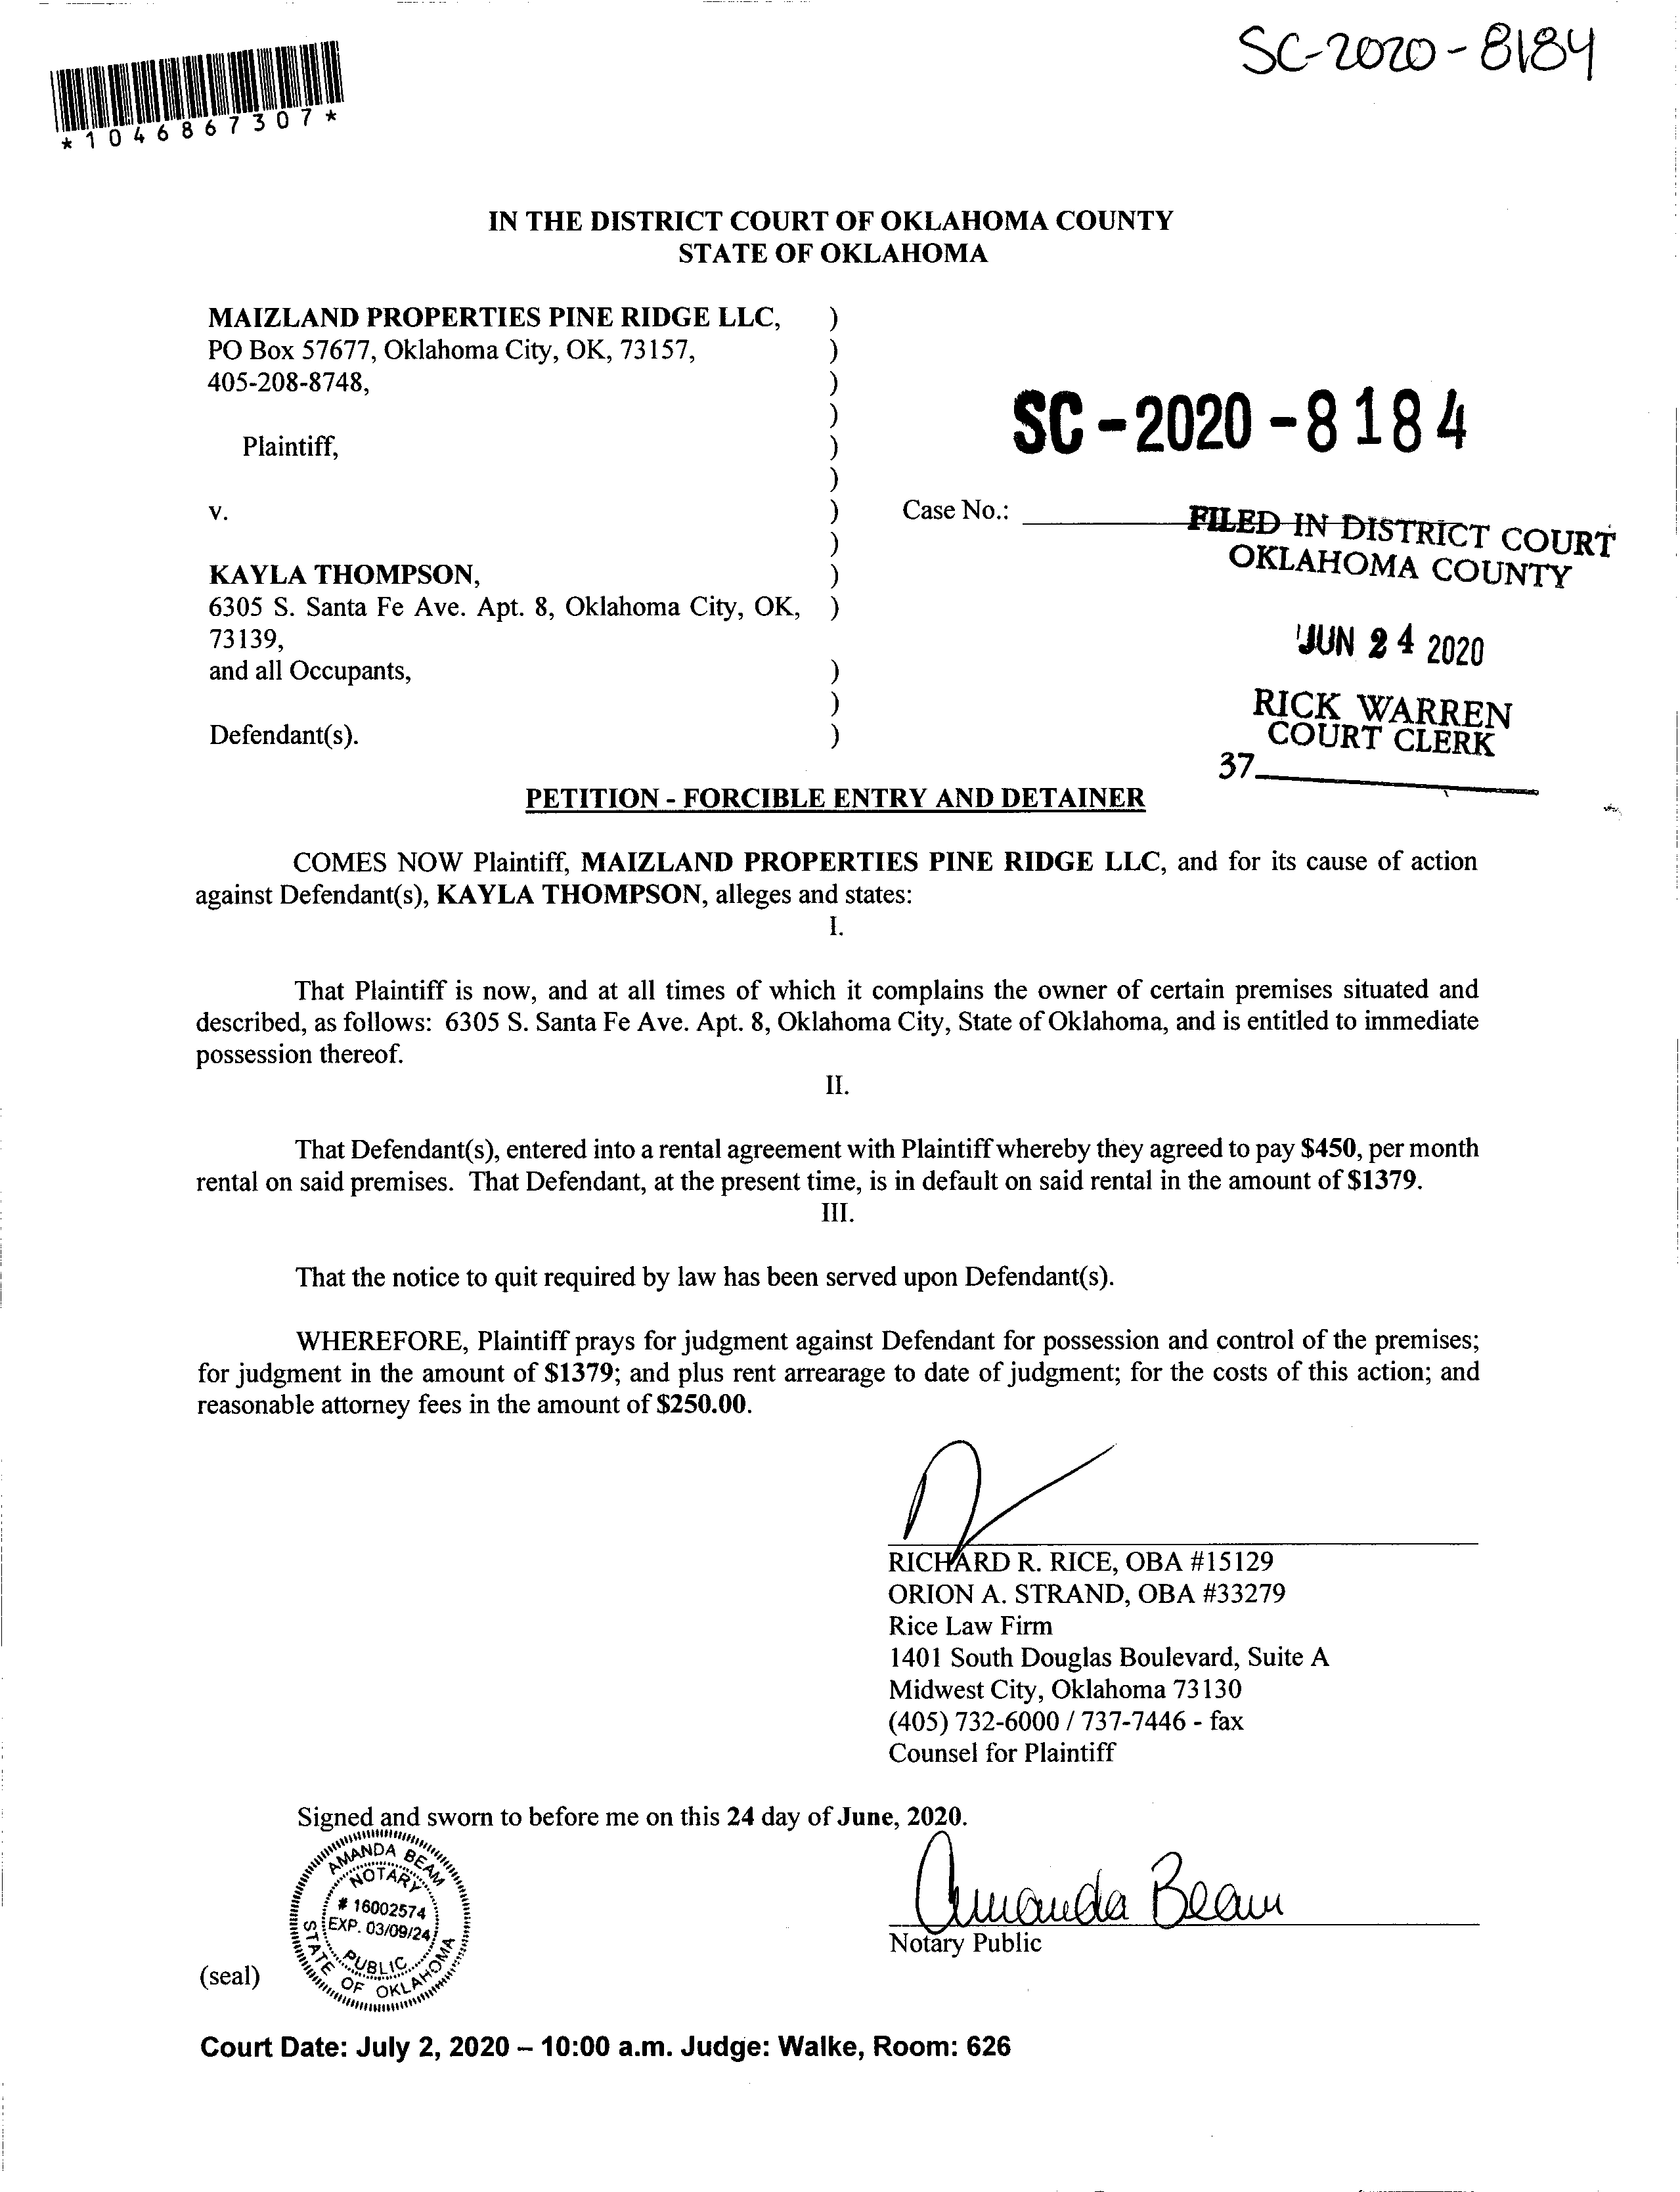 SC-2020-8184
*1046867307*
IN THE DISTRICT COURT OF OKLAHOMA COUNTY
STATE OF OKLAHOMA
MAIZLAND PROPERTIES PINE RIDGE LLC, )
PO Box 57677, Oklahoma City, OK, 73157, )
405-208-8748, )
)
Plaintiff, )
)
SC-2020-8184
v. ) Case No.: ____________
)
FILED IN DISTRICT COURT
OKLAHOMA COUNTY
KAYLA THOMPSON, )
6305 S. Santa Fe Ave. Apt. 8, Oklahoma City, OK, )
73139,
and all Occupants, )
)
Defendant(s). )
JUN 24 2020
RICK WARREN
COURT CLERK
37____________
PETITION - FORCIBLE ENTRY AND DETAINER
COMES NOW Plaintiff, MAIZLAND PROPERTIES PINE RIDGE LLC, and for its cause of action
against Defendant(s), KAYLA THOMPSON, alleges and states:
I.
That Plaintiff is now, and at all times of which it complains the owner of certain premises situated and
described, as follows: 6305 S. Santa Fe Ave. Apt. 8, Oklahoma City, State of Oklahoma, and is entitled to immediate
possession thereof.
II.
That Defendant(s), entered into a rental agreement with Plaintiff whereby they agreed to pay $450, per month
rental on said premises. That Defendant, at the present time, is in default on said rental in the amount of $1379.
III.
That the notice to quit required by law has been served upon Defendant(s).
WHEREFORE, Plaintiff prays for judgment against Defendant for possession and control of the premises;
for judgment in the amount of $1379; and plus rent arrearage to date of judgment; for the costs of this action; and
reasonable attorney fees in the amount of $250.00.
RICHARD R. RICE, OBA #15129
ORION A. STRAND, OBA #33279
Rice Law Firm
1401 South Douglas Boulevard, Suite A
Midwest City, Oklahoma 73130
(405) 732-6000 / 737-7446 - fax
Counsel for Plaintiff
Signed and sworn to before me on this 24 day of June, 2020.
AMANDA BEAM
NOTARY
# 16002574
EXP. 03/09/24
PUBLIC
STATE OF OKLAHOMA
Amanda Beam
Notary Public
(seal)
Court Date: July 2, 2020 – 10:00 a.m. Judge: Walke, Room: 626